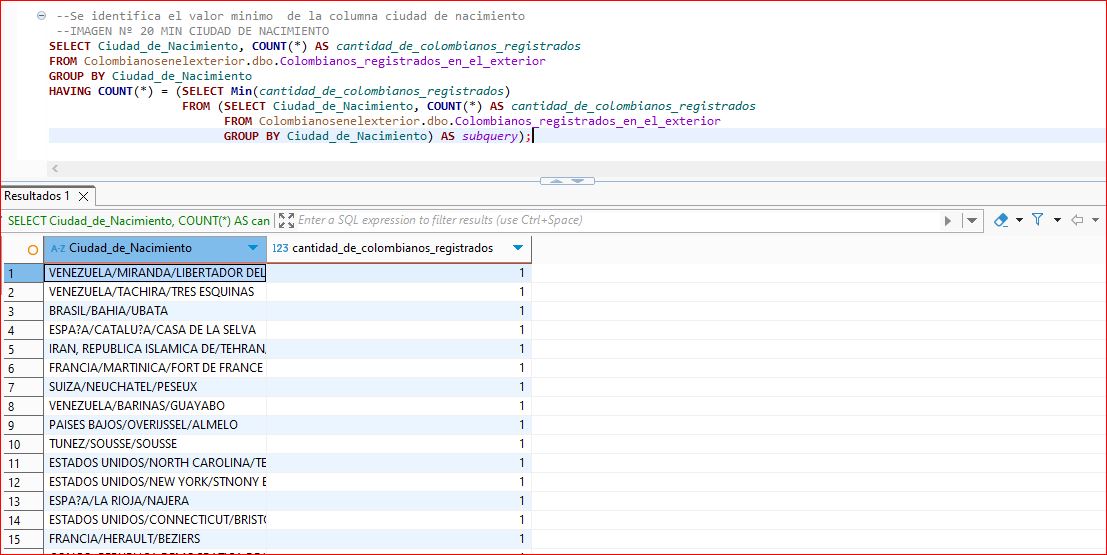 --Se identifica el valor minimo  de la columna ciudad de nacimiento
--IMAGEN Nº 20 MIN CIUDAD DE NACIMIENTO
SELECT Ciudad_de_Nacimiento, COUNT(*) AS cantidad_de_colombianos_registrados
FROM Colombianosenelexterior.dbo.Colombianos_registrados_en_el_exterior
GROUP BY Ciudad_de_Nacimiento
HAVING COUNT(*) = (SELECT Min(cantidad_de_colombianos_registrados)
FROM (SELECT Ciudad_de_Nacimiento, COUNT(*) AS cantidad_de_colombianos_registrados
FROM Colombianosenelexterior.dbo.Colombianos_registrados_en_el_exterior
GROUP BY Ciudad_de_Nacimiento) AS subquery);
Resultados 1
SELECT Ciudad_de_Nacimiento, COUNT(*) AS can Enter a SQL expression to filter results (use Ctrl+Space)
A-Z Ciudad_de_Nacimiento 123 cantidad_de_colombianos_registrados
1 VENEZUELA/MIRANDA/LIBERTADOR DEL 1
2 VENEZUELA/TACHIRA/TRES ESQUINAS 1
3 BRASIL/BAHIA/UBATA 1
4 ESPA?A/CATALU?A/CASA DE LA SELVA 1
5 IRAN, REPUBLICA ISLAMICA DE/TEHRAN, 1
6 FRANCIA/MARTINICA/FORT DE FRANCE 1
7 SUIZA/NEUCHATEL/PESEUX 1
8 VENEZUELA/BARINAS/GUAYABO 1
9 PAISES BAJOS/OVERIJSSEL/ALMELO 1
10 TUNEZ/SOUSSE/SOUSSE 1
11 ESTADOS UNIDOS/NORTH CAROLINA/TE 1
12 ESTADOS UNIDOS/NEW YORK/STNONY 1
13 ESPA?A/LA RIOJA/NAJERA 1
14 ESTADOS UNIDOS/CONNECTICUT/BRISTO 1
15 FRANCIA/HERAULT/BEZIERS 1